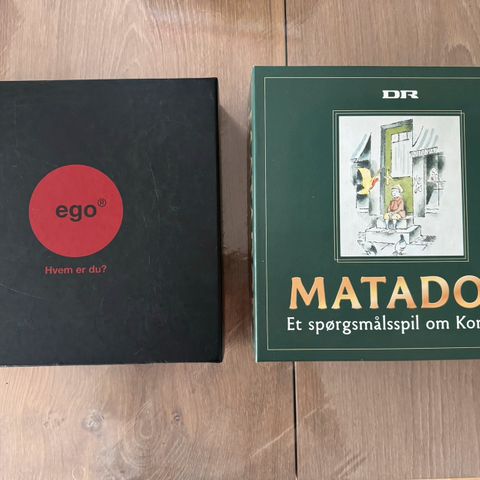 ego®
Hvem er du?
DR
MATADO
Et spørgsmålsspil om Kor